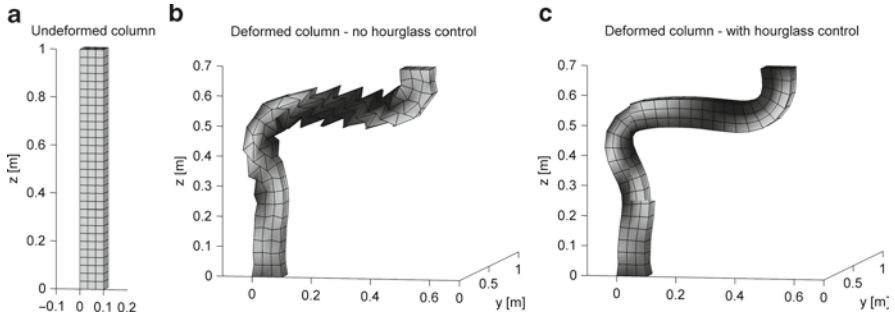 a
Undeformed column
1
0.8
0.6
0.4
0.2
0
z [m]
−0.1 0 0.1 0.2
b
Deformed column - no hourglass control
0.7
0.6
0.5
0.4
0.3
0.2
0.1
0
z [m]
0 0.2 0.4 0.6 0
0.5
1
y [m]
c
Deformed column - with hourglass control
0.7
0.6
0.5
0.4
0.3
0.2
0.1
0
z [m]
0 0.2 0.4 0.6 0
0.5
1
y [m]